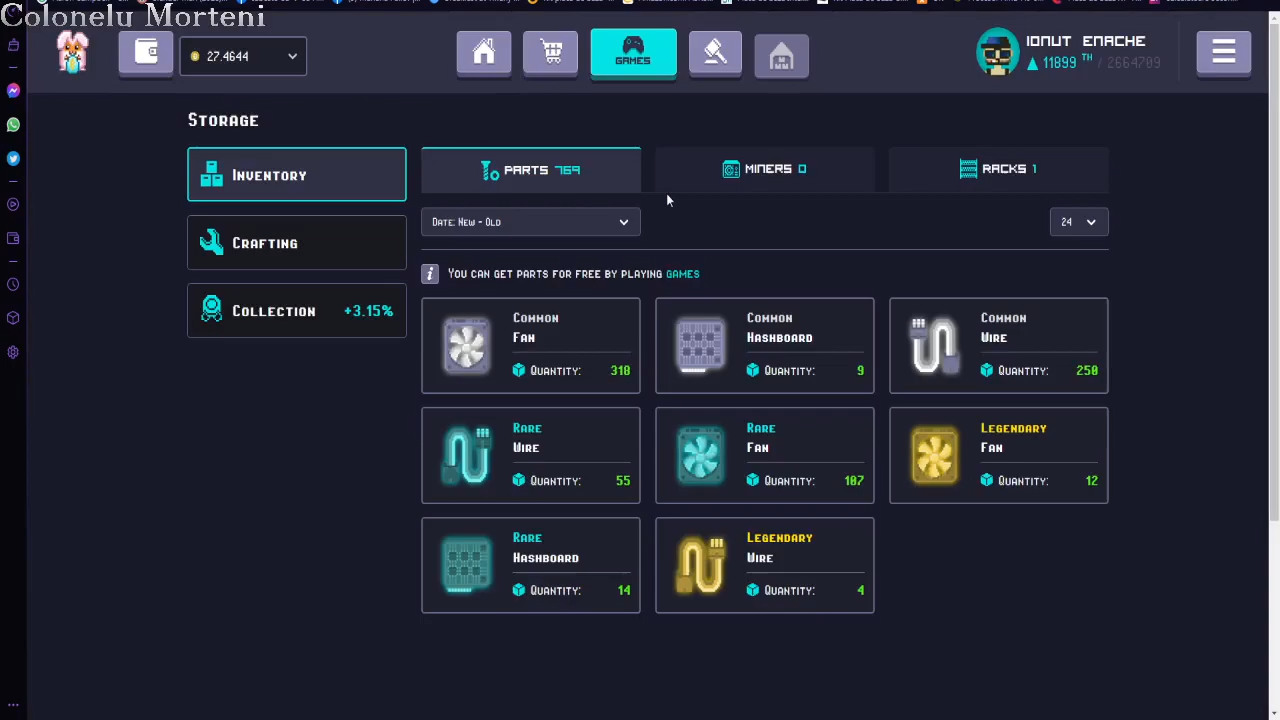 Colonelu Morteni
27.4644
GAMES
IONUT ENACHE
11899 TH / 2664709
STORAGE
INVENTORY
CRAFTING
COLLECTION +3.15%
PARTS 769
MINERS 0
RACKS 1
DATE: NEW - OLD
24
YOU CAN GET PARTS FOR FREE BY PLAYING GAMES
COMMON
FAN
QUANTITY: 318
COMMON
HASHBOARD
QUANTITY: 9
COMMON
WIRE
QUANTITY: 250
RARE
WIRE
QUANTITY: 55
RARE
FAN
QUANTITY: 107
LEGENDARY
FAN
QUANTITY: 12
RARE
HASHBOARD
QUANTITY: 14
LEGENDARY
WIRE
QUANTITY: 4